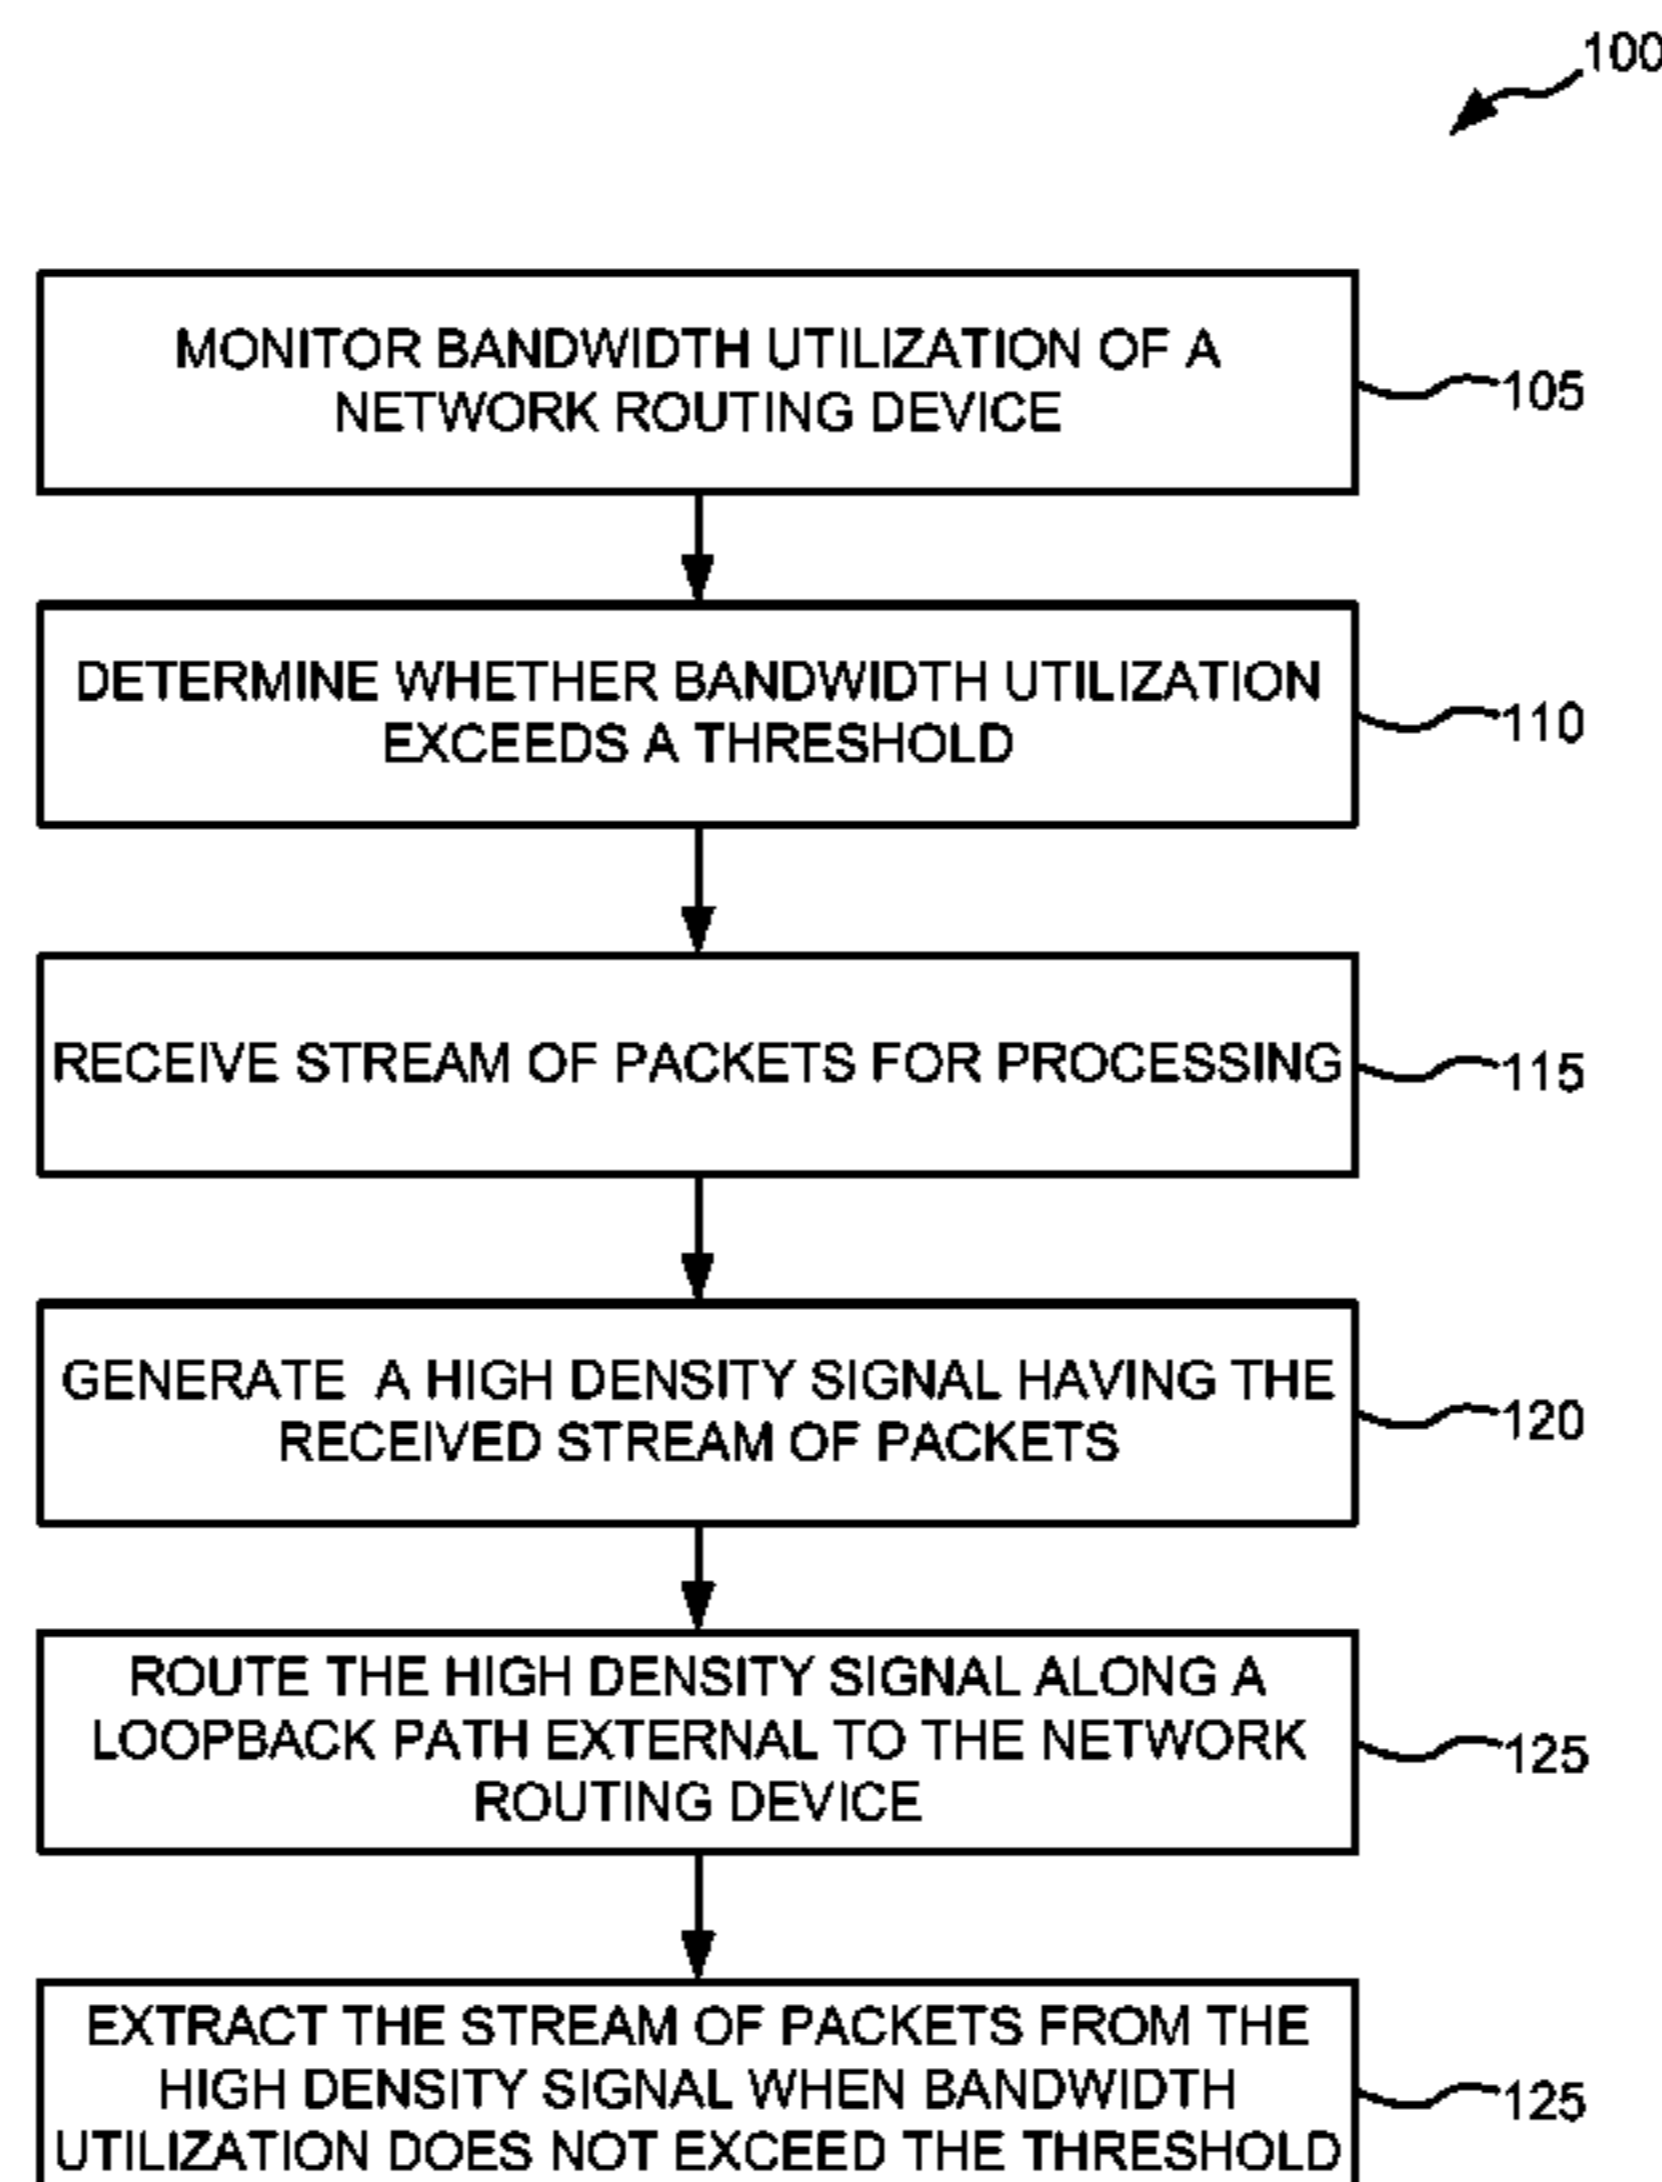 100
MONITOR BANDWIDTH UTILIZATION OF A
NETWORK ROUTING DEVICE
105
DETERMINE WHETHER BANDWIDTH UTILIZATION
EXCEEDS A THRESHOLD
110
RECEIVE STREAM OF PACKETS FOR PROCESSING
115
GENERATE A HIGH DENSITY SIGNAL HAVING THE
RECEIVED STREAM OF PACKETS
120
ROUTE THE HIGH DENSITY SIGNAL ALONG A
LOOPBACK PATH EXTERNAL TO THE NETWORK
ROUTING DEVICE
125
EXTRACT THE STREAM OF PACKETS FROM THE
HIGH DENSITY SIGNAL WHEN BANDWIDTH
UTILIZATION DOES NOT EXCEED THE THRESHOLD
125